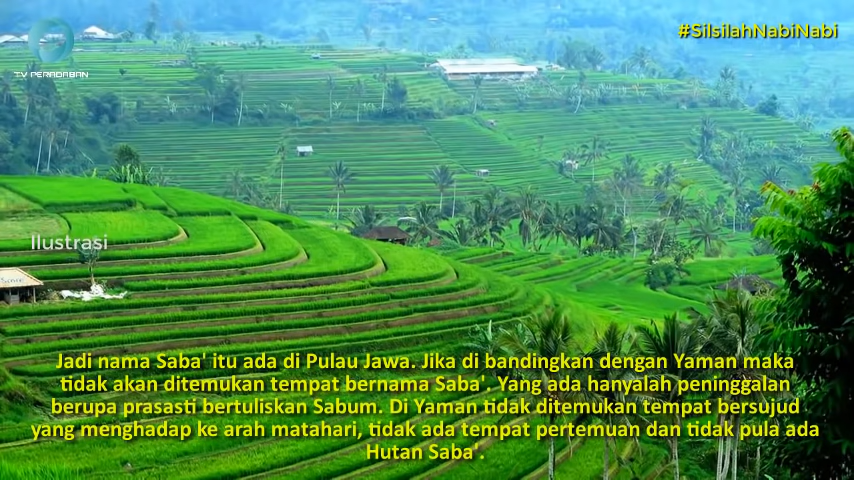 #SilsilahNabiNabi
TV PERADABAN
Ilustrasi
Jadi nama Saba' itu ada di Pulau Jawa. Jika di bandingkan dengan Yaman maka
tidak akan ditemukan tempat bernama Saba'. Yang ada hanyalah peninggalan
berupa prasasti bertuliskan Sabum. Di Yaman tidak ditemukan tempat bersujud
yang menghadap ke arah matahari, tidak ada tempat pertemuan dan tidak pula ada
Hutan Saba'.